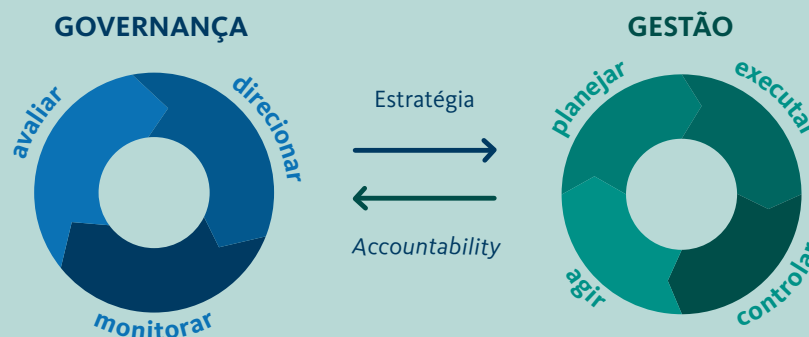 GOVERNANÇA
avaliar
direcionar
monitorar
Estratégia
Accountability
GESTÃO
planejar
executar
agir
controlar